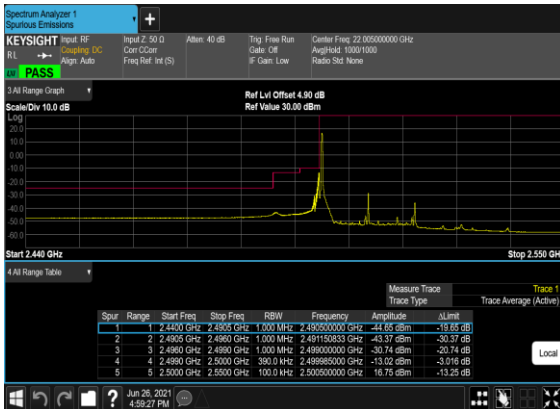 Spectrum Analyzer 1
Spurious Emissions
+
KEYSIGHT Input: RF Input Z: 50 Ω Atten: 40 dB Trig: Free Run Center Freq: 22.005000000 GHz
RL Coupling: DC Corr CCorr Gate: Off Avg|Hold: 1000/1000
Align: Auto Freq Ref: Int (S) IF Gain: Low Radio Std: None
PASS
3 All Range Graph Ref Lvl Offset 4.90 dB
Scale/Div 10.0 dB Ref Value 30.00 dBm
Log
20.0
10.0
0.00
-10.0
-20.0
-30.0
-40.0
-50.0
-60.0
Start 2.440 GHz Stop 2.550 GH
4 All Range Table
Measure Trace Trace 1
Trace Type Trace Average (Active)
Spur Range Start Freq Stop Freq RBW Frequency Amplitude ΔLimit
1 1 2.4400 GHz 2.4905 GHz 1.000 MHz 2.490500000 GHz -44.65 dBm -19.65 dB
2 2 2.4905 GHz 2.4960 GHz 1.000 MHz 2.491150833 GHz -43.37 dBm -30.37 dB
3 3 2.4960 GHz 2.4990 GHz 1.000 MHz 2.499000000 GHz -30.74 dBm -20.74 dB
4 4 2.4990 GHz 2.5000 GHz 390.0 kHz 2.499985000 GHz -13.02 dBm -3.016 dB
5 5 2.5000 GHz 2.5500 GHz 100.0 kHz 2.500500000 GHz 16.75 dBm -13.25 dB
Local
?
Jun 26, 2021
4:59:27 PM